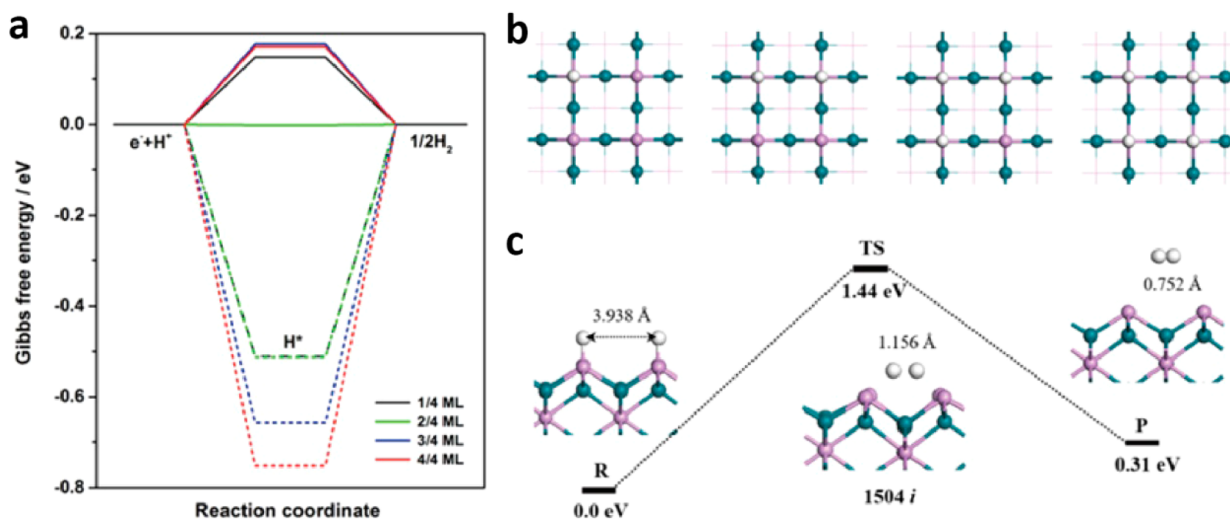 a
0.2
0.0
-0.2
-0.4
-0.6
-0.8
Gibbs free energy / eV
e⁻+H⁺
1/2H₂
H*
1/4 ML
2/4 ML
3/4 ML
4/4 ML
Reaction coordinate
b
c
TS
1.44 eV
3.938 Å
1.156 Å
0.752 Å
R
0.0 eV
1504 i
P
0.31 eV